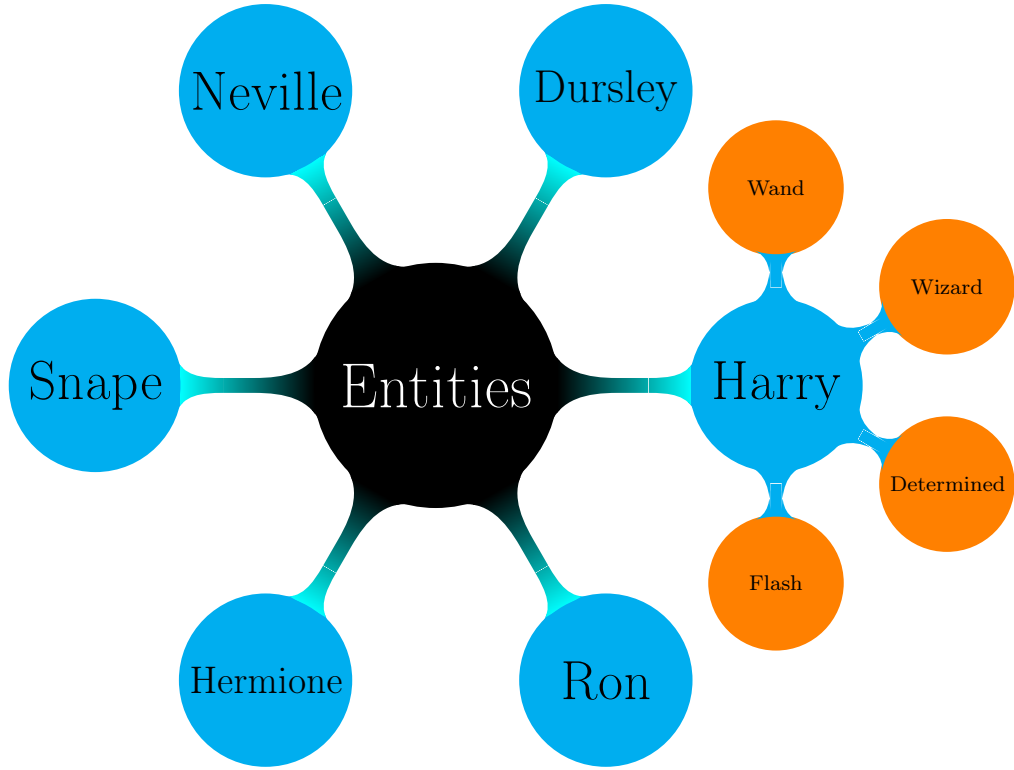 Neville
Dursley
Wand
Wizard
Snape
Entities
Harry
Determined
Flash
Hermione
Ron